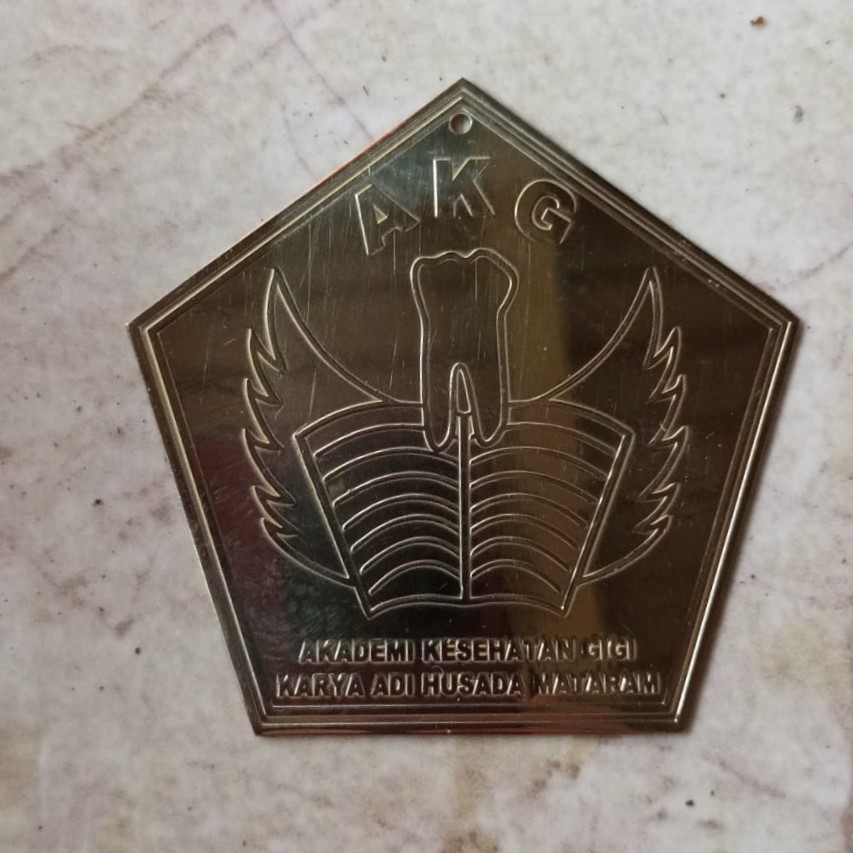 AKG
AKADEMI KESEHATAN GIGI
KARYA ADI HUSADA MATARAM